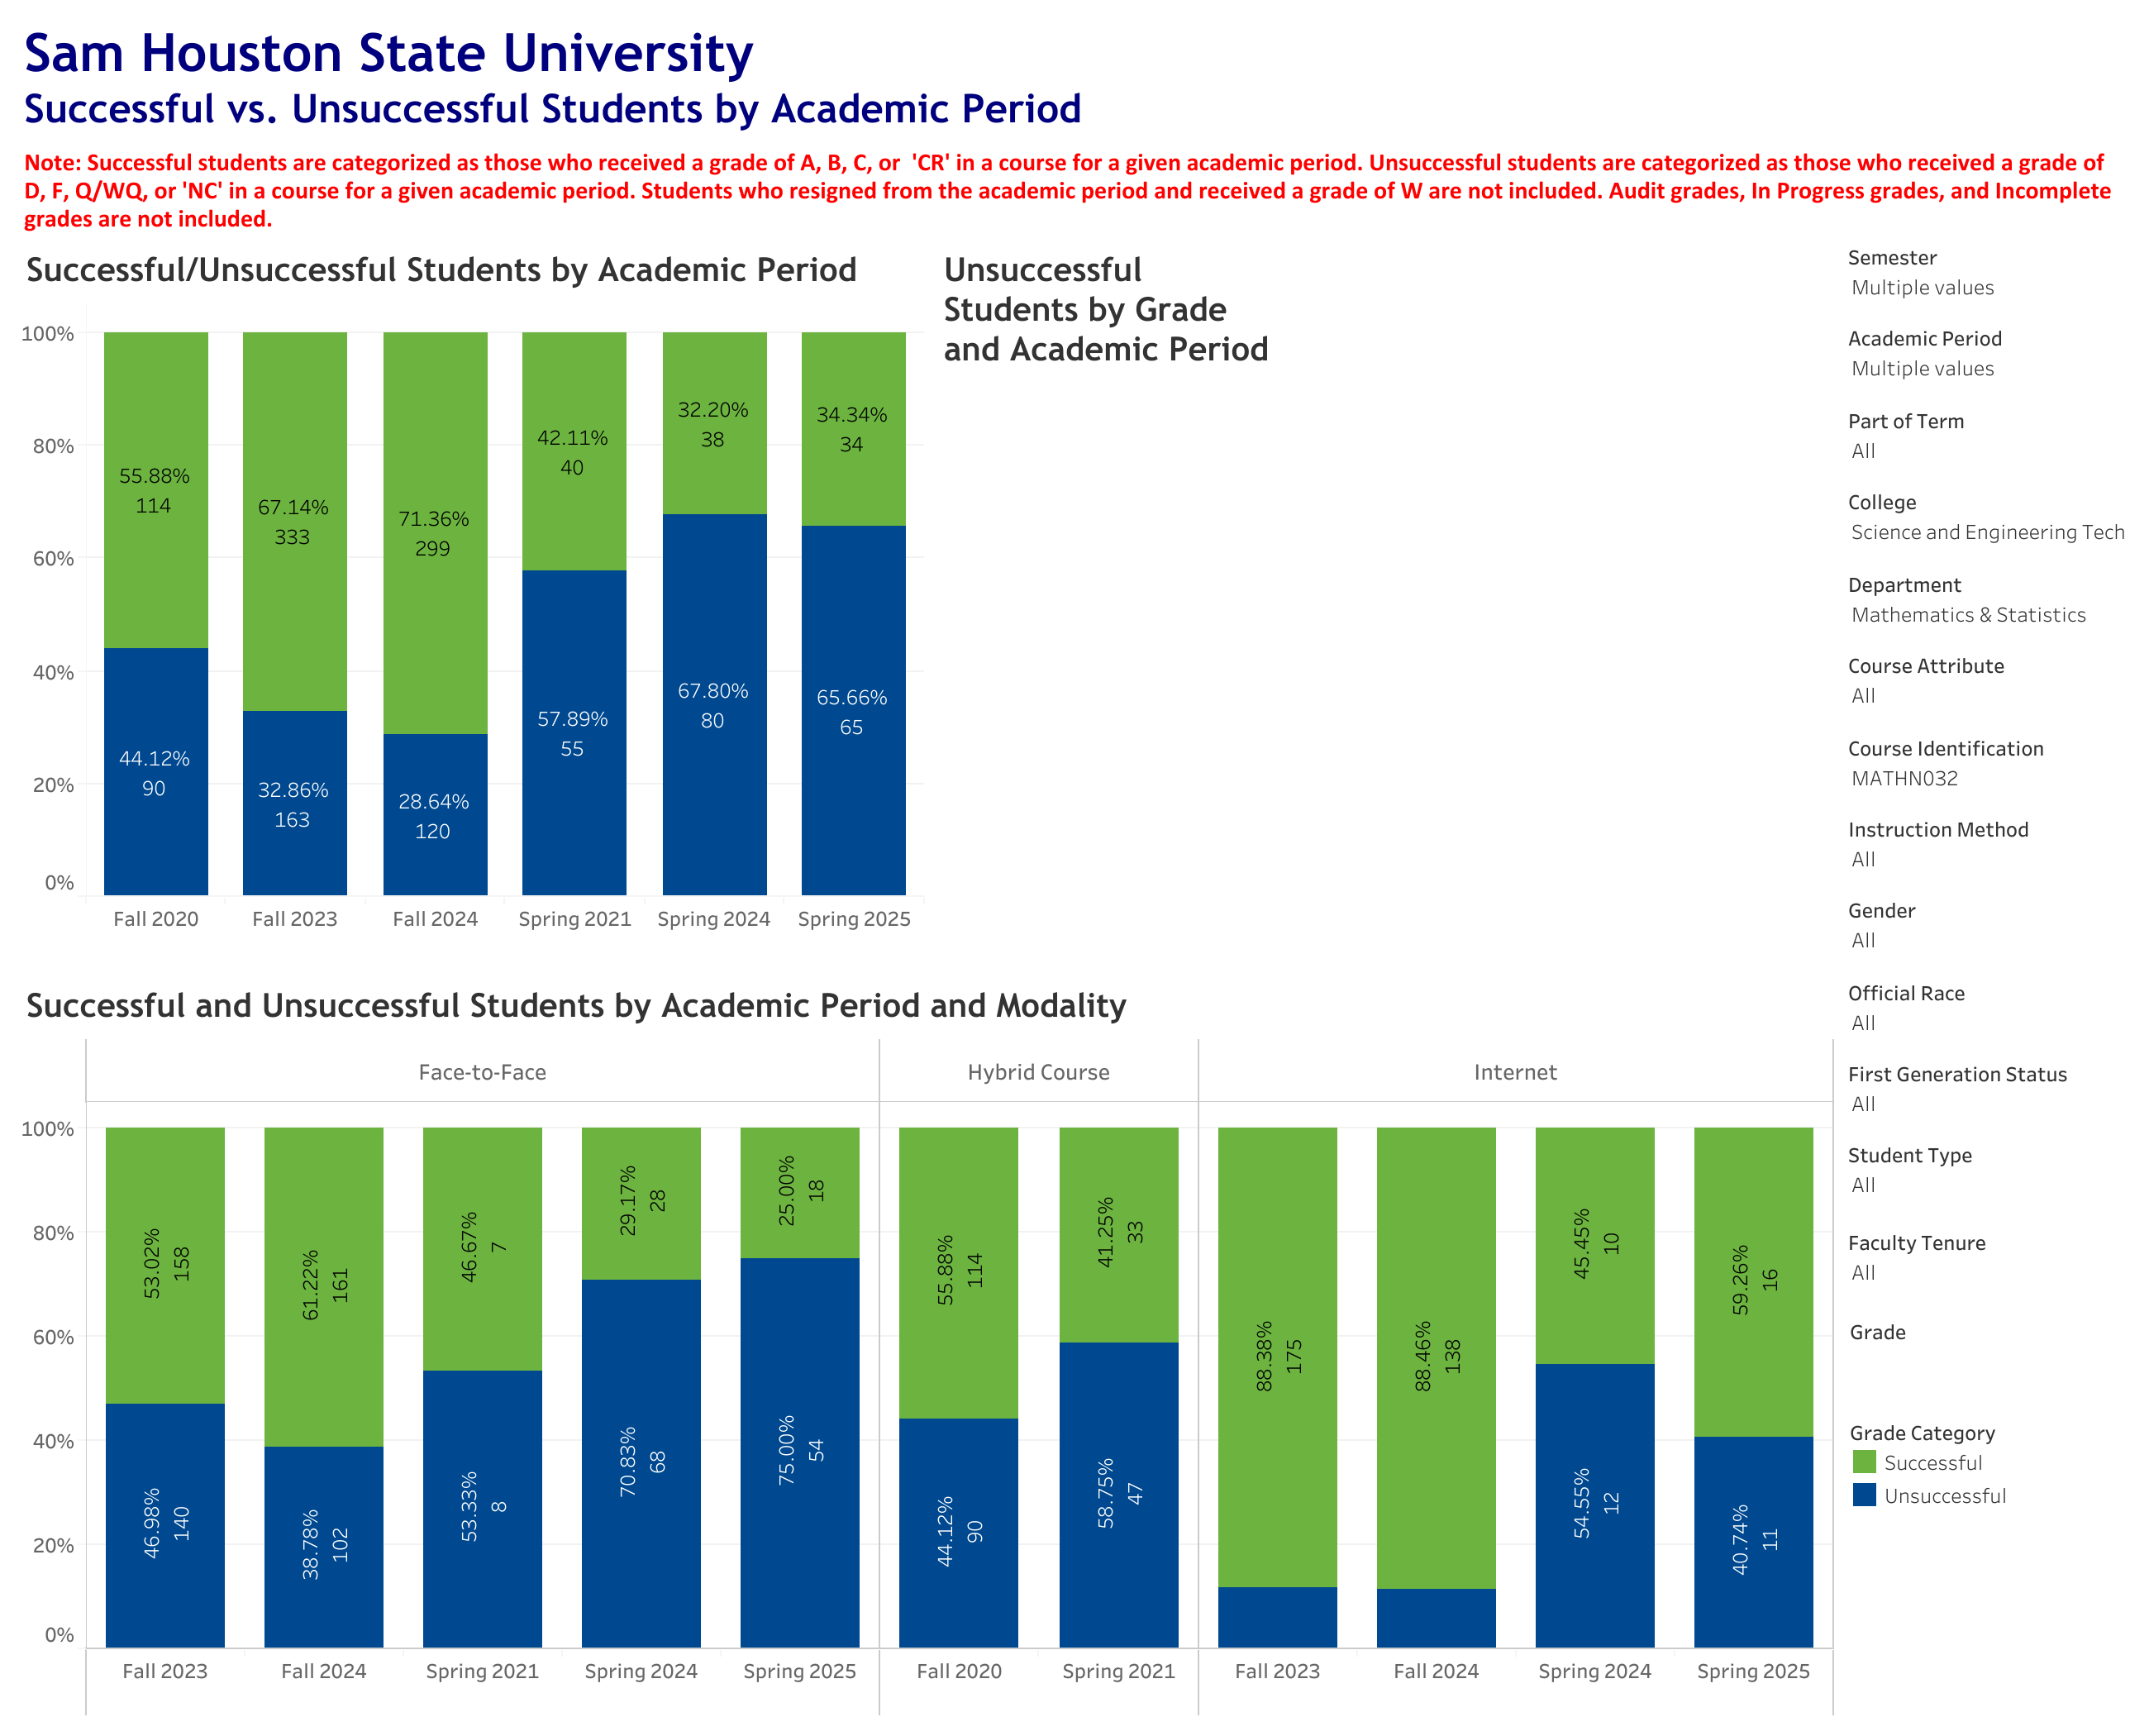 Sam Houston State University
Successful vs. Unsuccessful Students by Academic Period
Note: Successful students are categorized as those who received a grade of A, B, C, or  'CR' in a course for a given academic period. Unsuccessful students are categorized as those who received a grade of
D, F, Q/WQ, or 'NC' in a course for a given academic period. Students who resigned from the academic period and received a grade of W are not included. Audit grades, In Progress grades, and Incomplete
grades are not included.
Successful/Unsuccessful Students by Academic Period
100%
80%
60%
40%
20%
0%
55.88%
114
44.12%
90
67.14%
333
32.86%
163
71.36%
299
28.64%
120
42.11%
40
57.89%
55
32.20%
38
67.80%
80
34.34%
34
65.66%
65
Fall 2020
Fall 2023
Fall 2024
Spring 2021
Spring 2024
Spring 2025
Unsuccessful
Students by Grade
and Academic Period
Successful and Unsuccessful Students by Academic Period and Modality
Face-to-Face
Hybrid Course
Internet
100%
80%
60%
40%
20%
0%
53.02%
158
46.98%
140
61.22%
161
38.78%
102
46.67%
7
53.33%
8
29.17%
28
70.83%
68
25.00%
18
75.00%
54
55.88%
114
44.12%
90
41.25%
33
58.75%
47
88.38%
175
88.46%
138
45.45%
10
54.55%
12
59.26%
16
40.74%
11
Fall 2023
Fall 2024
Spring 2021
Spring 2024
Spring 2025
Fall 2020
Spring 2021
Fall 2023
Fall 2024
Spring 2024
Spring 2025
Semester
Multiple values
Academic Period
Multiple values
Part of Term
All
College
Science and Engineering Tech
Department
Mathematics & Statistics
Course Attribute
All
Course Identification
MATHN032
Instruction Method
All
Gender
All
Official Race
All
First Generation Status
All
Student Type
All
Faculty Tenure
All
Grade
Grade Category
Successful
Unsuccessful